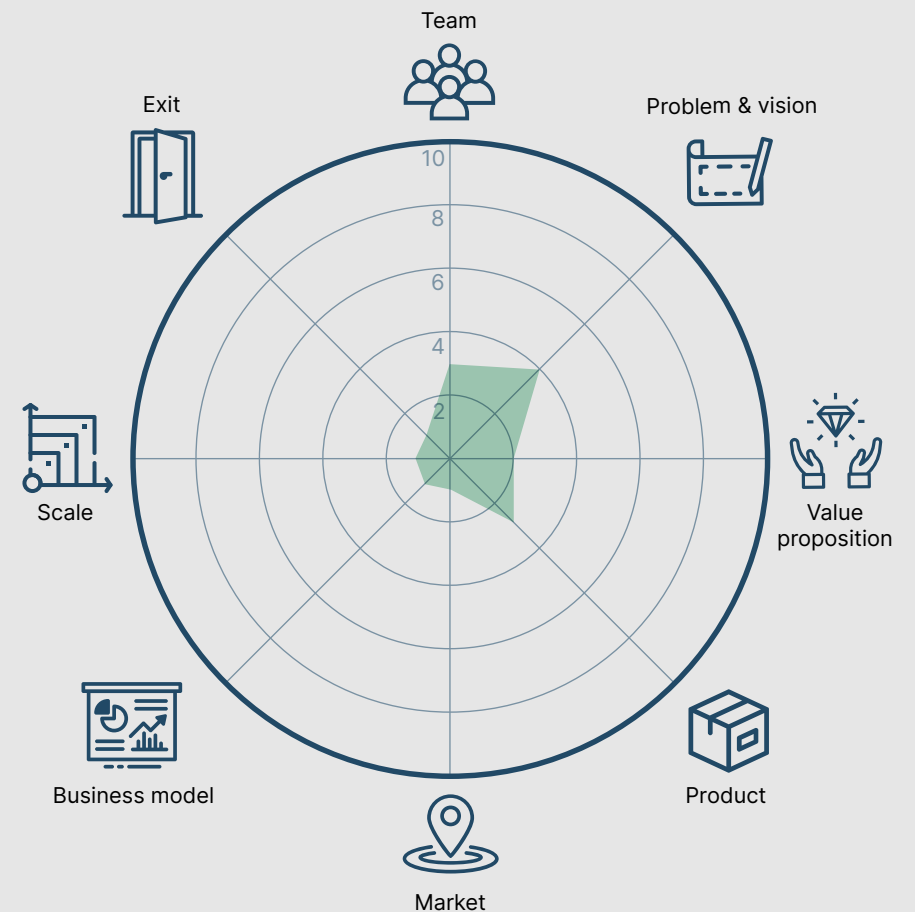 Team
Exit
Problem & vision
10
8
6
4
2
Scale
Value
proposition
Business model
Product
Market